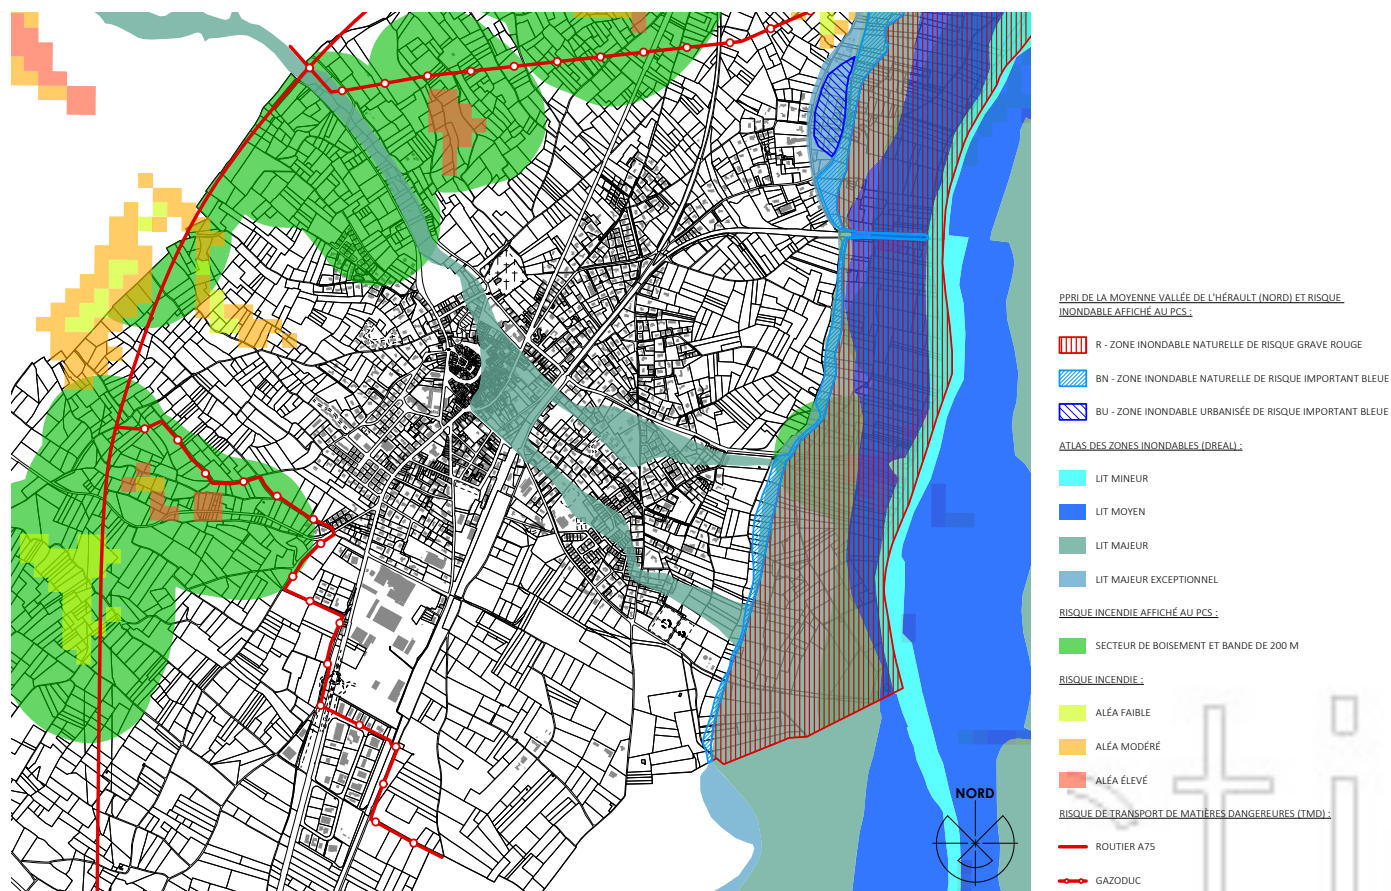 PPRI DE LA MOYENNE VALLÉE DE L'HÉRAULT (NORD) ET RISQUE
INONDABLE AFFICHÉ AU PCS :
R - ZONE INONDABLE NATURELLE DE RISQUE GRAVE ROUGE
BN - ZONE INONDABLE NATURELLE DE RISQUE IMPORTANT BLEUE
BU - ZONE INONDABLE URBANISÉE DE RISQUE IMPORTANT BLEUE
ATLAS DES ZONES INONDABLES (DREAL) :
LIT MINEUR
LIT MOYEN
LIT MAJEUR
LIT MAJEUR EXCEPTIONNEL
RISQUE INCENDIE AFFICHÉ AU PCS :
SECTEUR DE BOISEMENT ET BANDE DE 200 M
RISQUE INCENDIE :
ALÉA FAIBLE
ALÉA MODÉRÉ
ALÉA ÉLEVÉ
RISQUE DE TRANSPORT DE MATIÈRES DANGEREURES (TMD) :
ROUTIER A75
GAZODUC
NORD
ti